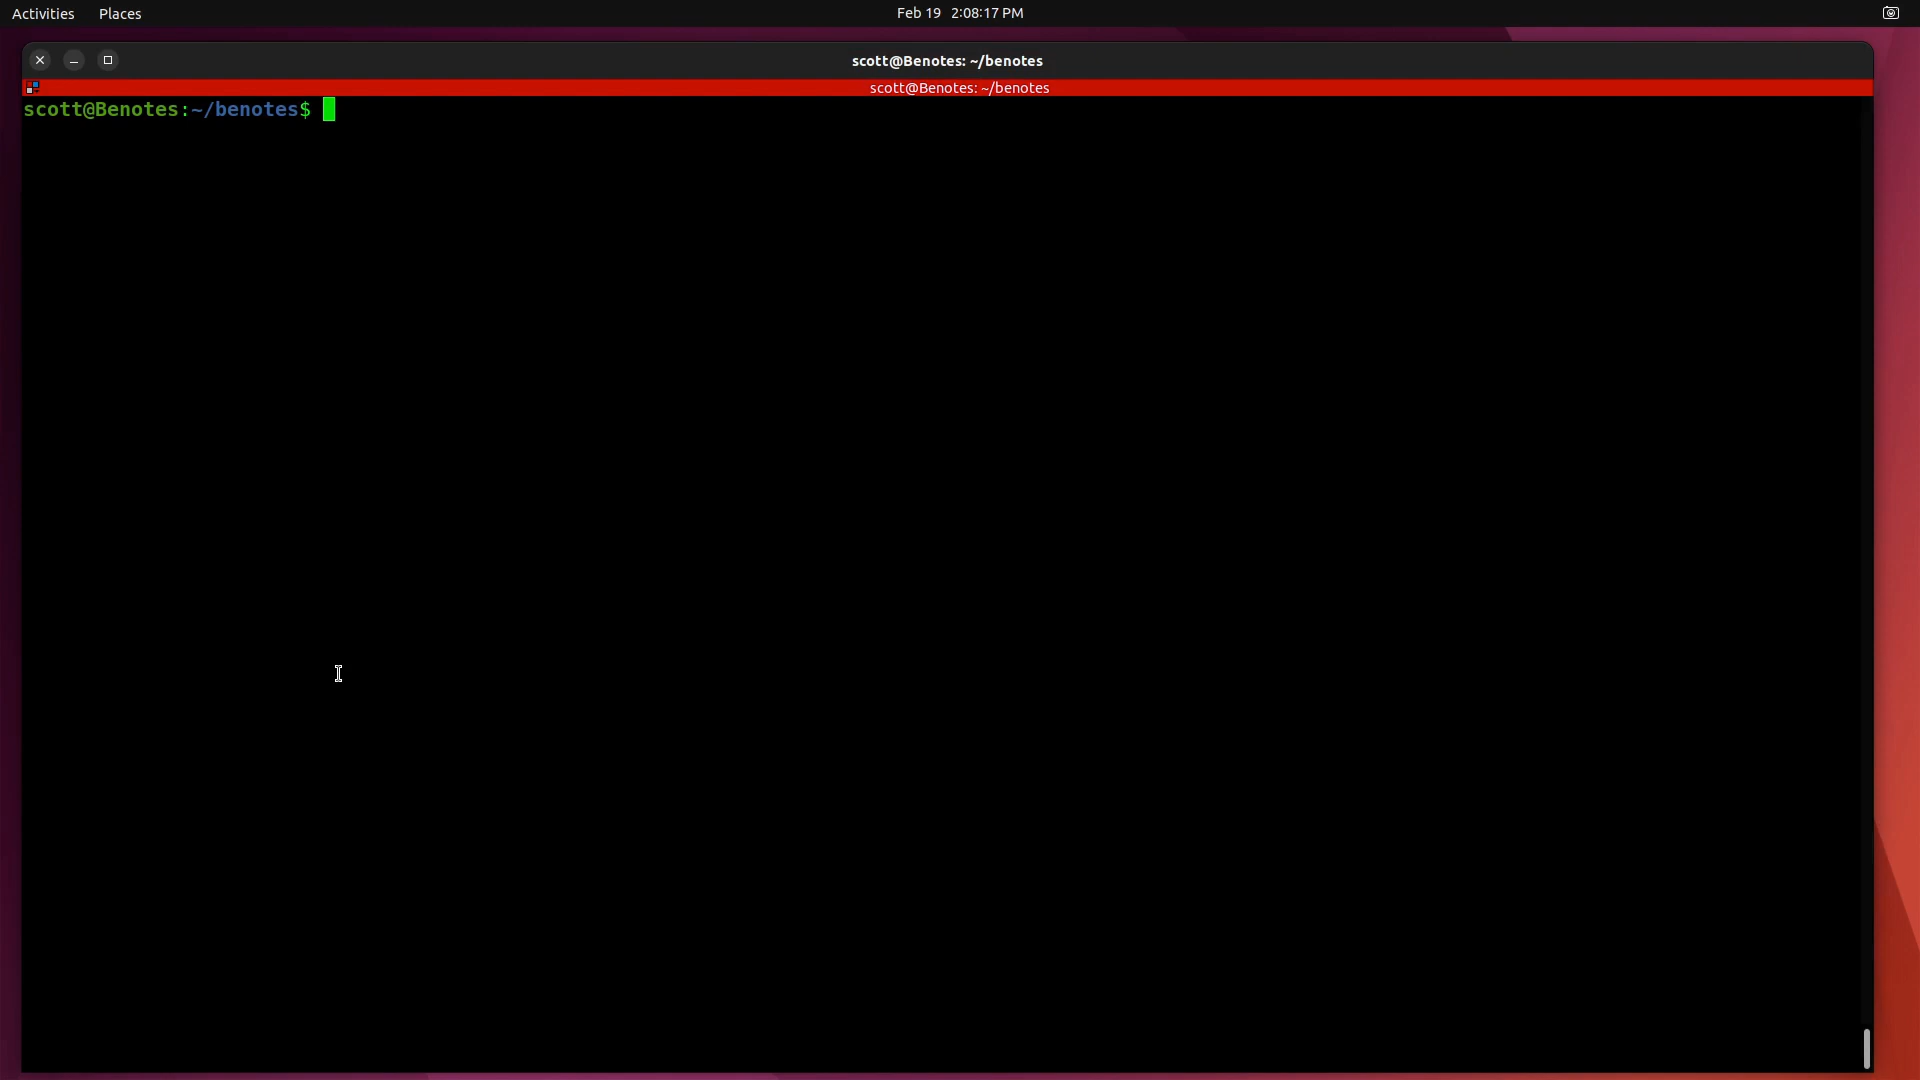 Activities Places Feb 19 2:08:17 PM
scott@Benotes: ~/benotes
scott@Benotes: ~/benotes
scott@Benotes:~/benotes$